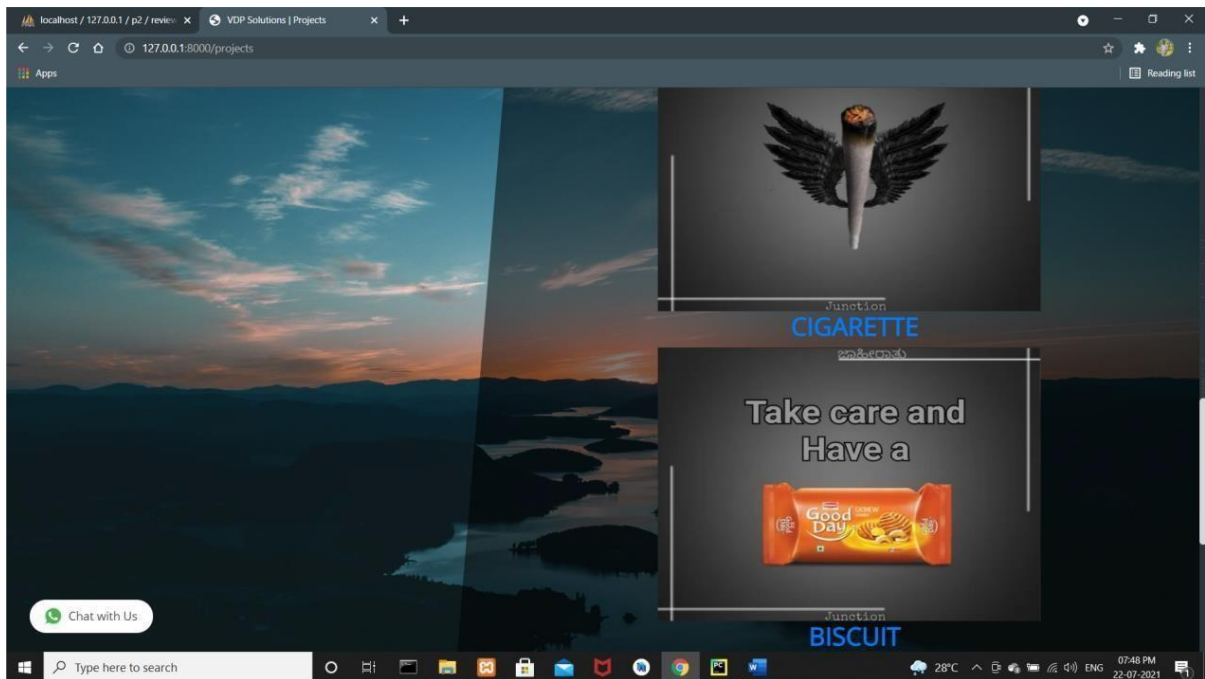 localhost / 127.0.0.1 / p2 / review
VDP Solutions | Projects
127.0.0.1:8000/projects
Apps
Reading list
Junction
CIGARETTE
ಜಾಹೀರಾತು
Take care and
Have a
Good
Day
CASHEW
Junction
BISCUIT
Chat with Us
Type here to search
PC
W
28°C
ENG
07:48 PM
22-07-2021